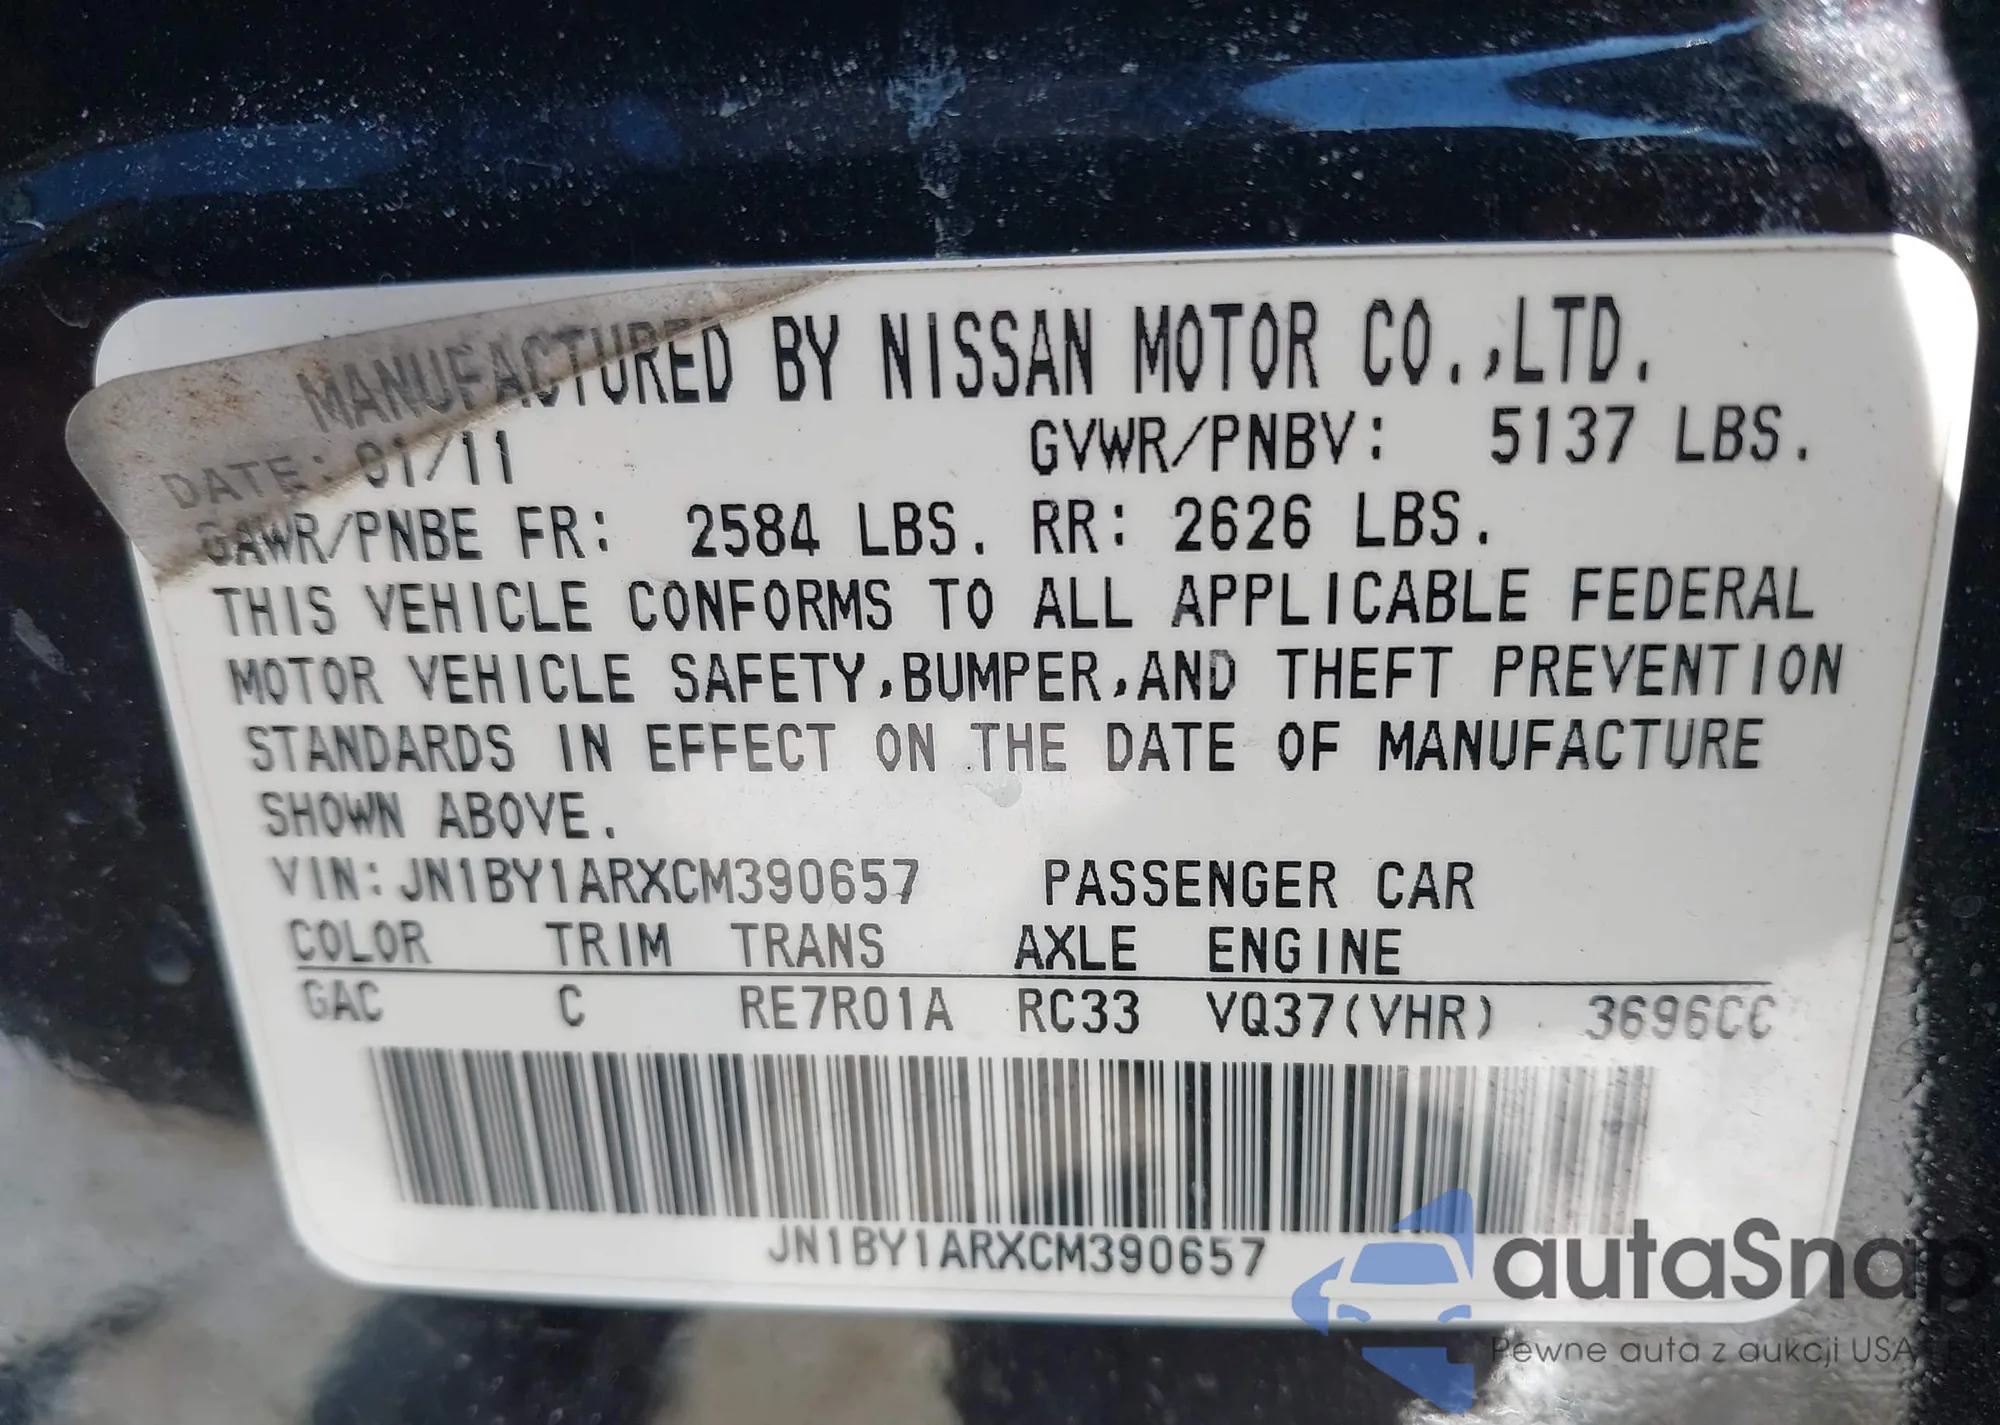 MANUFACTURED BY NISSAN MOTOR CO.,LTD.
DATE: 01/11 GVWR/PNBV: 5137 LBS.
GAWR/PNBE FR: 2584 LBS. RR: 2626 LBS.
THIS VEHICLE CONFORMS TO ALL APPLICABLE FEDERAL
MOTOR VEHICLE SAFETY,BUMPER,AND THEFT PREVENTION
STANDARDS IN EFFECT ON THE DATE OF MANUFACTURE
SHOWN ABOVE.
VIN:JN1BY1ARXCM390657 PASSENGER CAR
COLOR TRIM TRANS AXLE ENGINE
GAC C RE7R01A RC33 VQ37(VHR) 3696CC
JN1BY1ARXCM390657
autaSnap
Pewne auta z aukcji USA